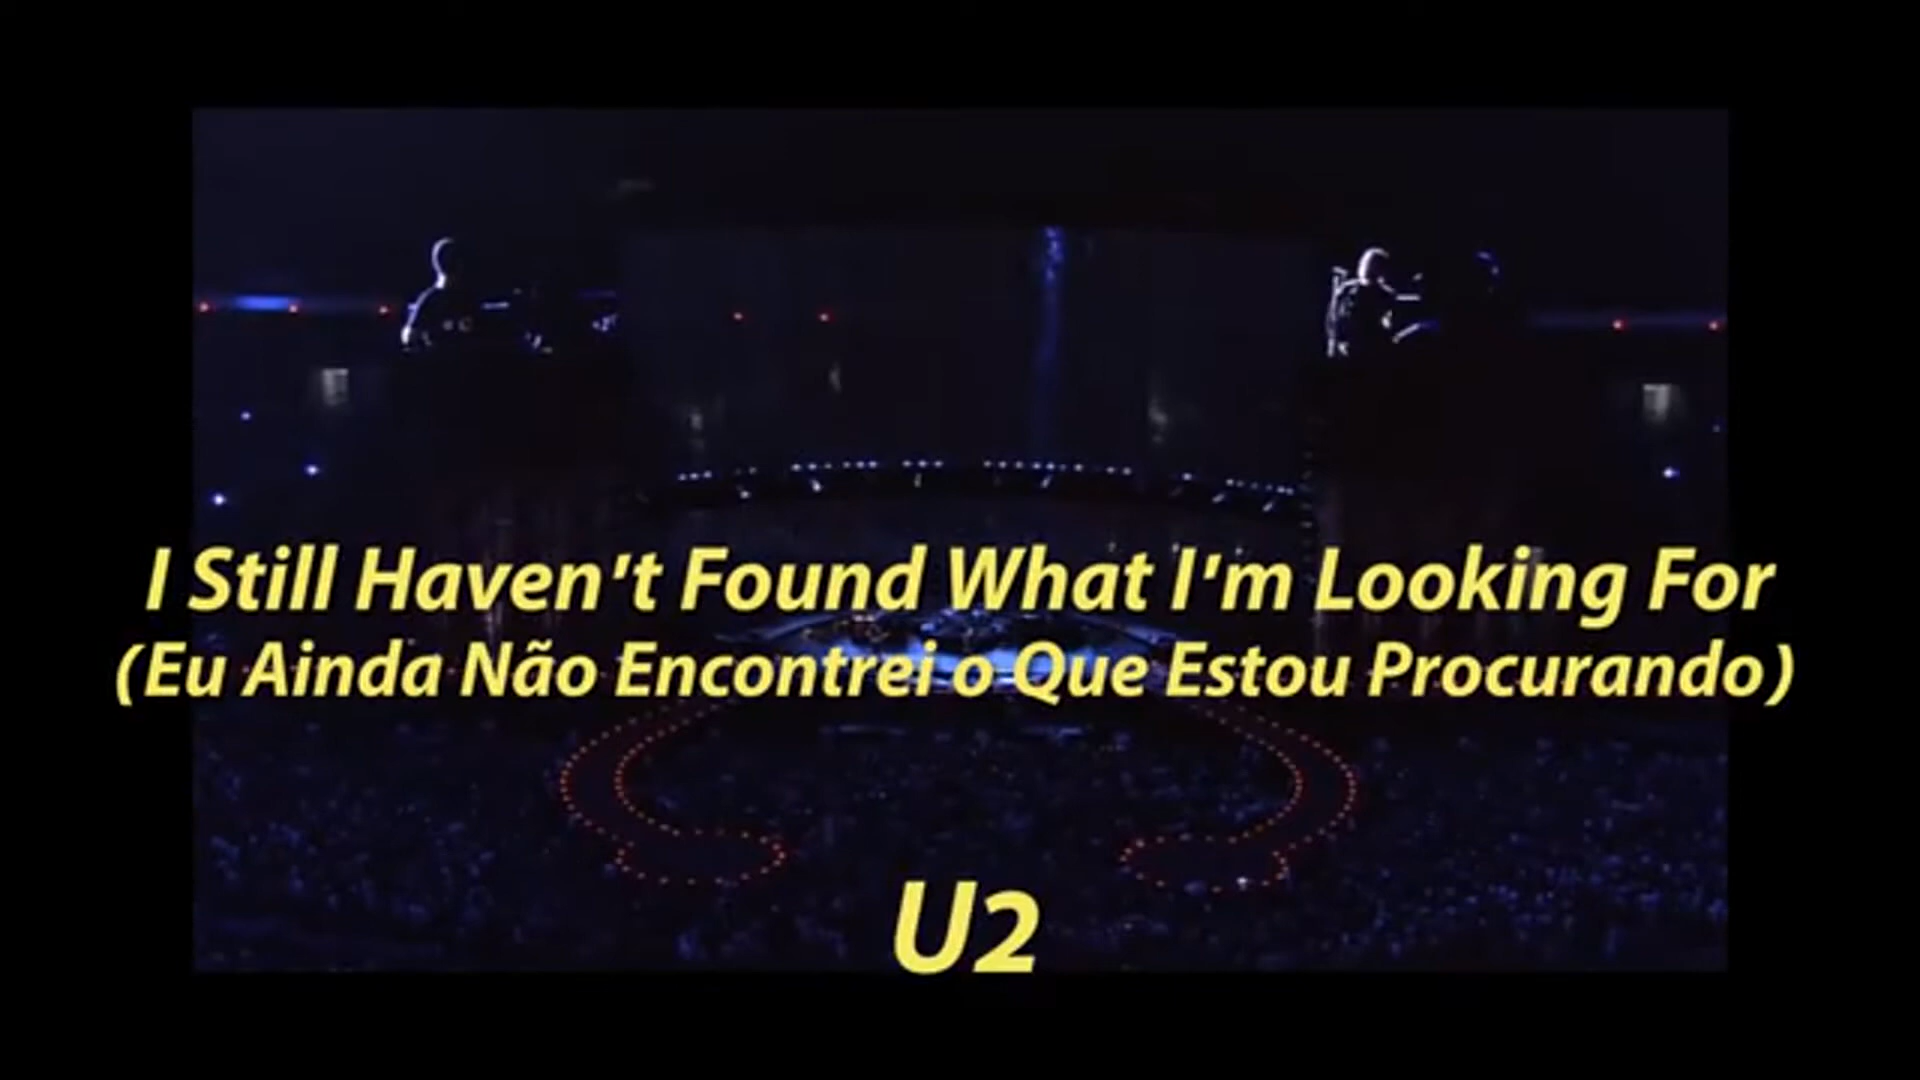 I Still Haven't Found What I'm Looking For
(Eu Ainda Não Encontrei o Que Estou Procurando)
U2